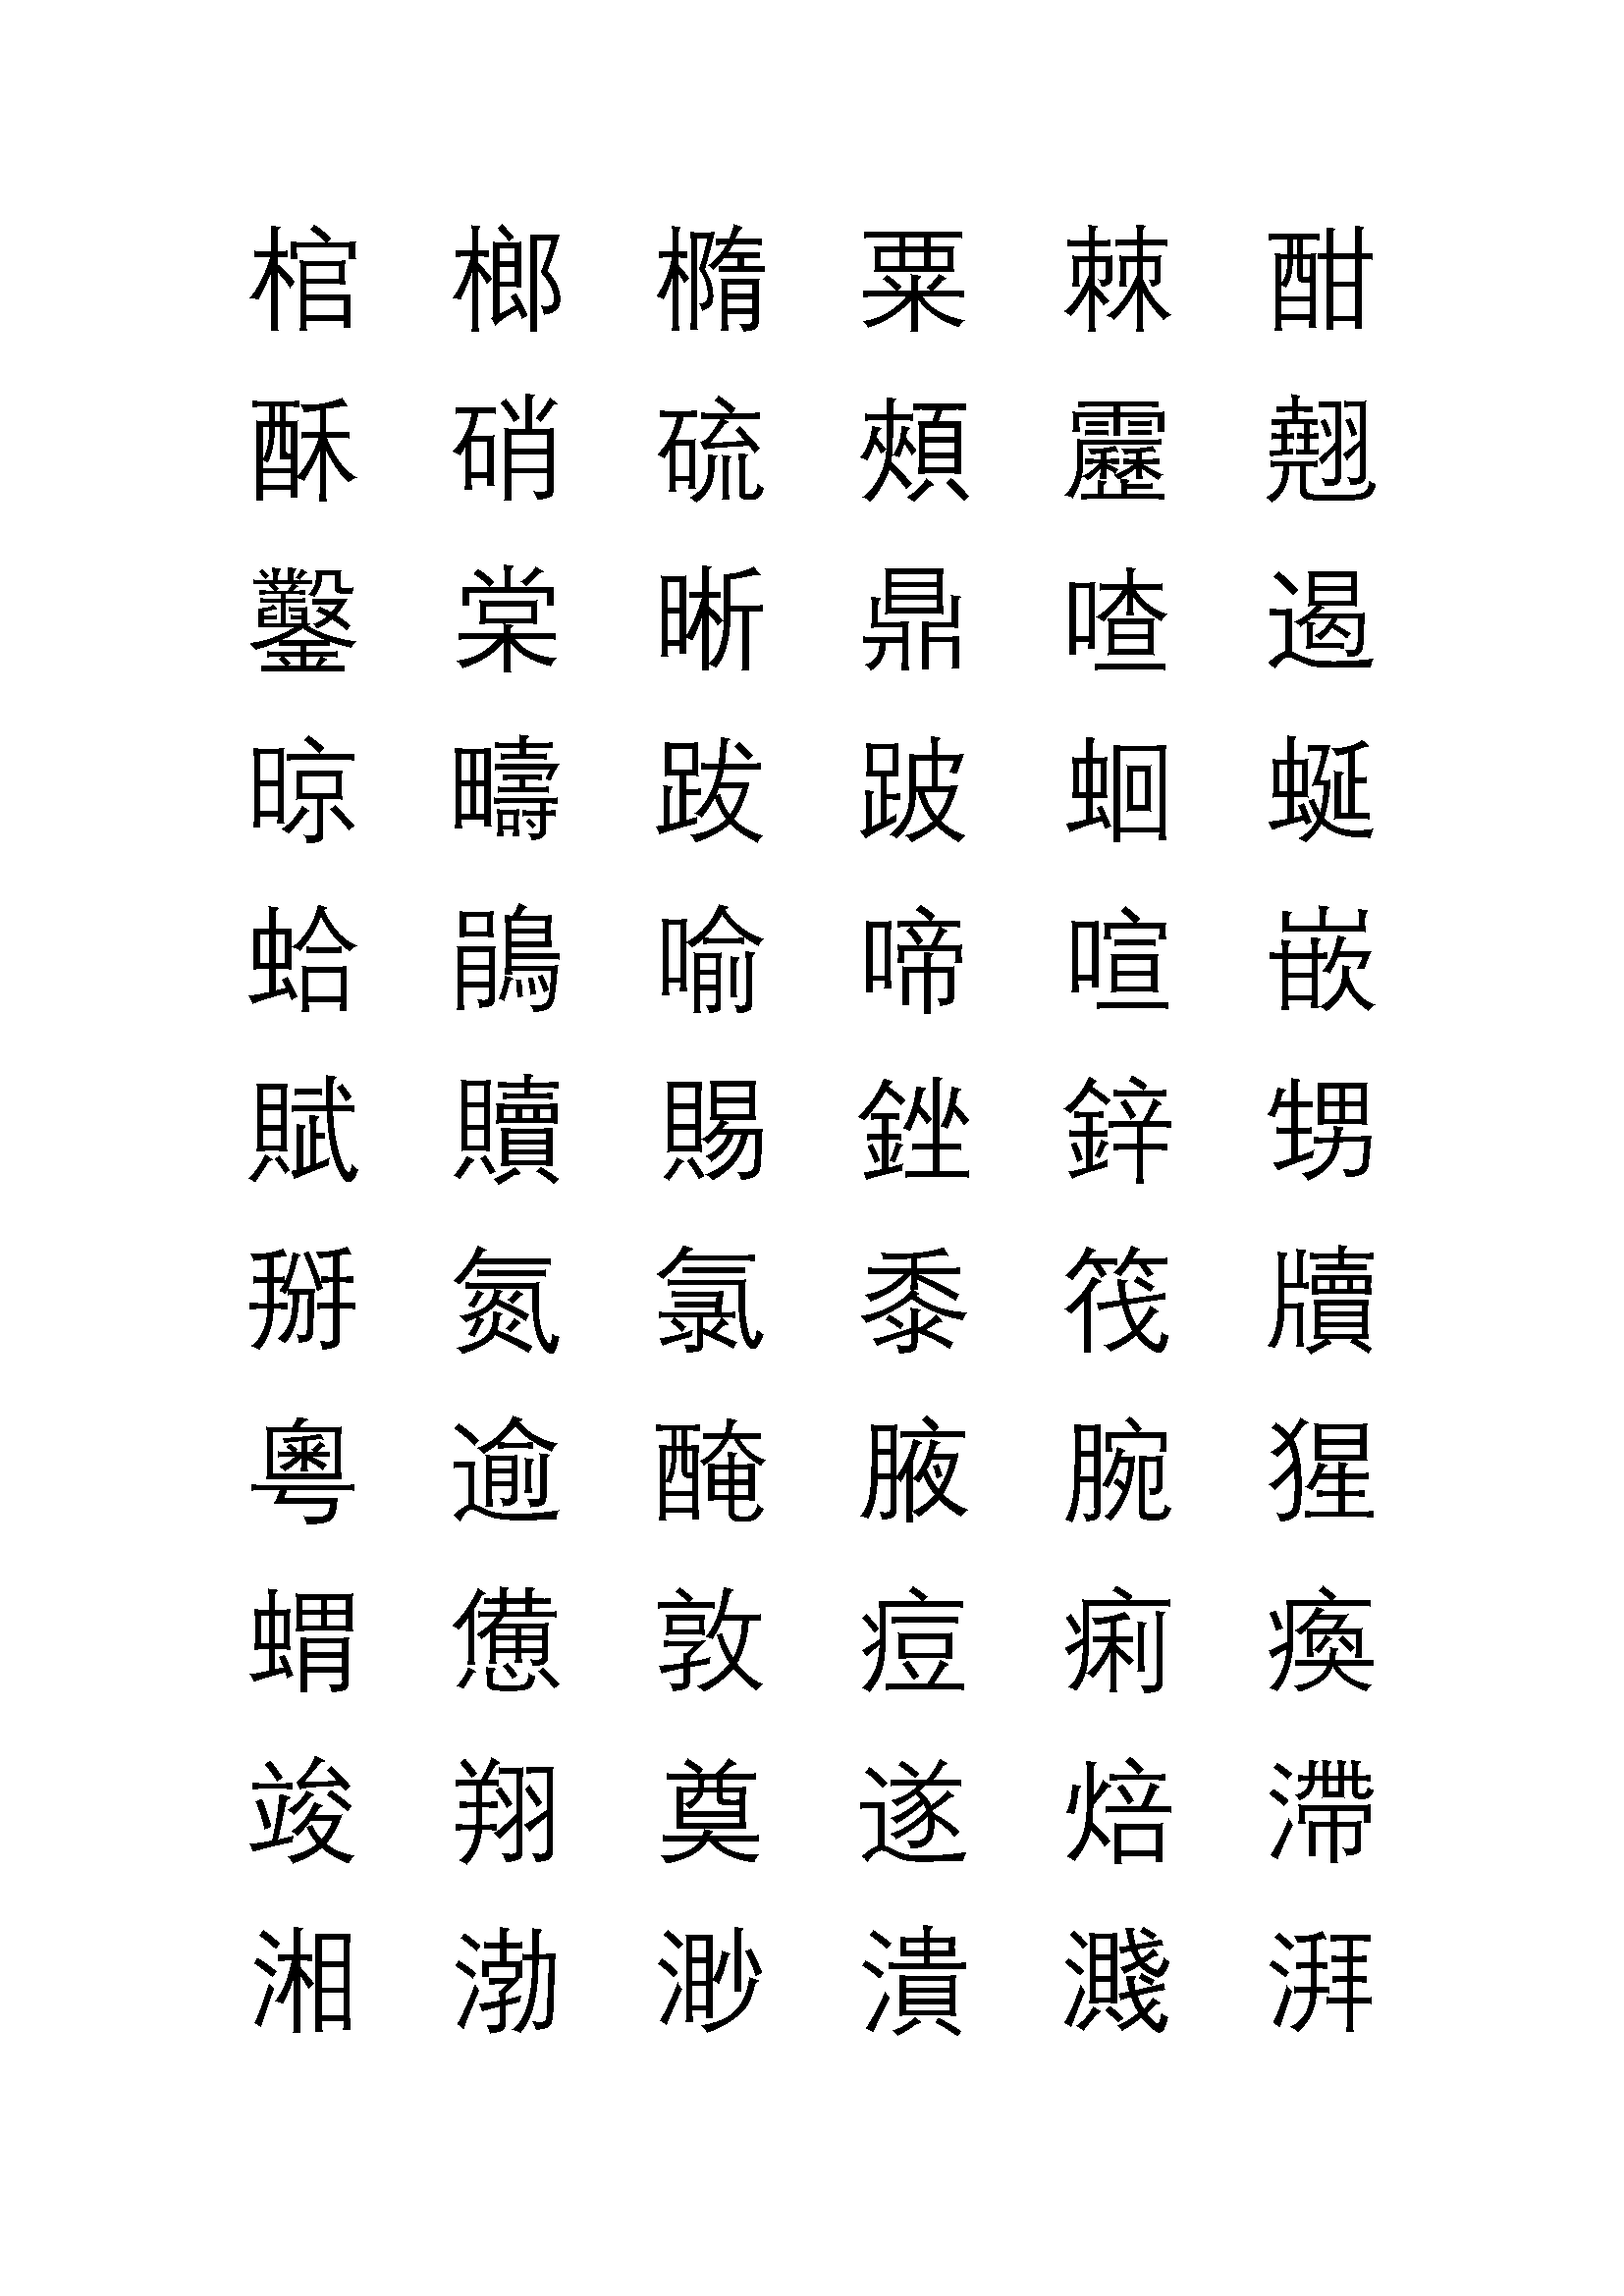 棺 榔 橢 粟 棘 酣
酥 硝 硫 頰 靂 翹
鑿 棠 晰 鼎 喳 遏
晾 疇 跋 跛 蛔 蜒
蛤 鵑 喻 啼 喧 嵌
賦 贖 賜 銼 鋅 甥
掰 氮 氯 黍 筏 牘
粵 逾 醃 腋 腕 猩
蝟 憊 敦 痘 痢 瘓
竣 翔 奠 遂 焙 滯
湘 渤 渺 潰 濺 湃